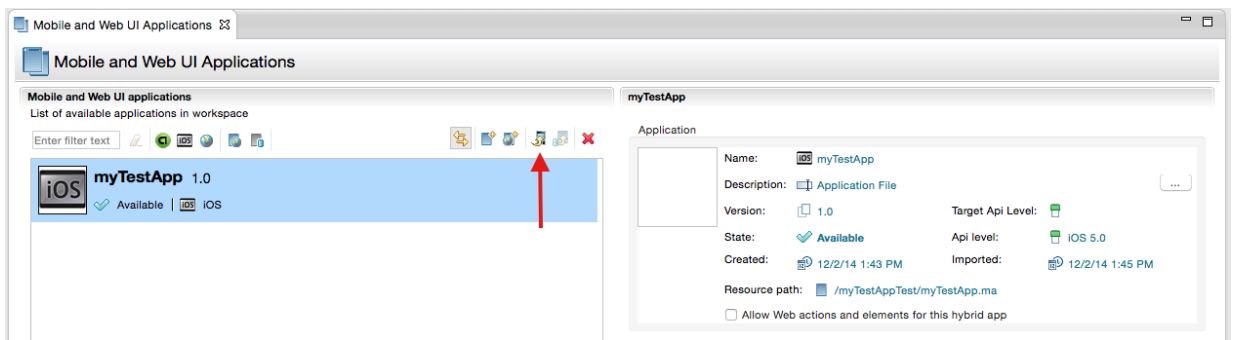 Mobile and Web UI Applications
Mobile and Web UI Applications
Mobile and Web UI applications
List of available applications in workspace
Enter filter text
iOS
iOS
myTestApp 1.0
Available | iOS iOS
myTestApp
Application
Name: iOS myTestApp
Description: Application File
...
Version: 1.0 Target Api Level:
State: Available Api level: iOS 5.0
Created: 12/2/14 1:43 PM Imported: 12/2/14 1:45 PM
Resource path: /myTestAppTest/myTestApp.ma
Allow Web actions and elements for this hybrid app